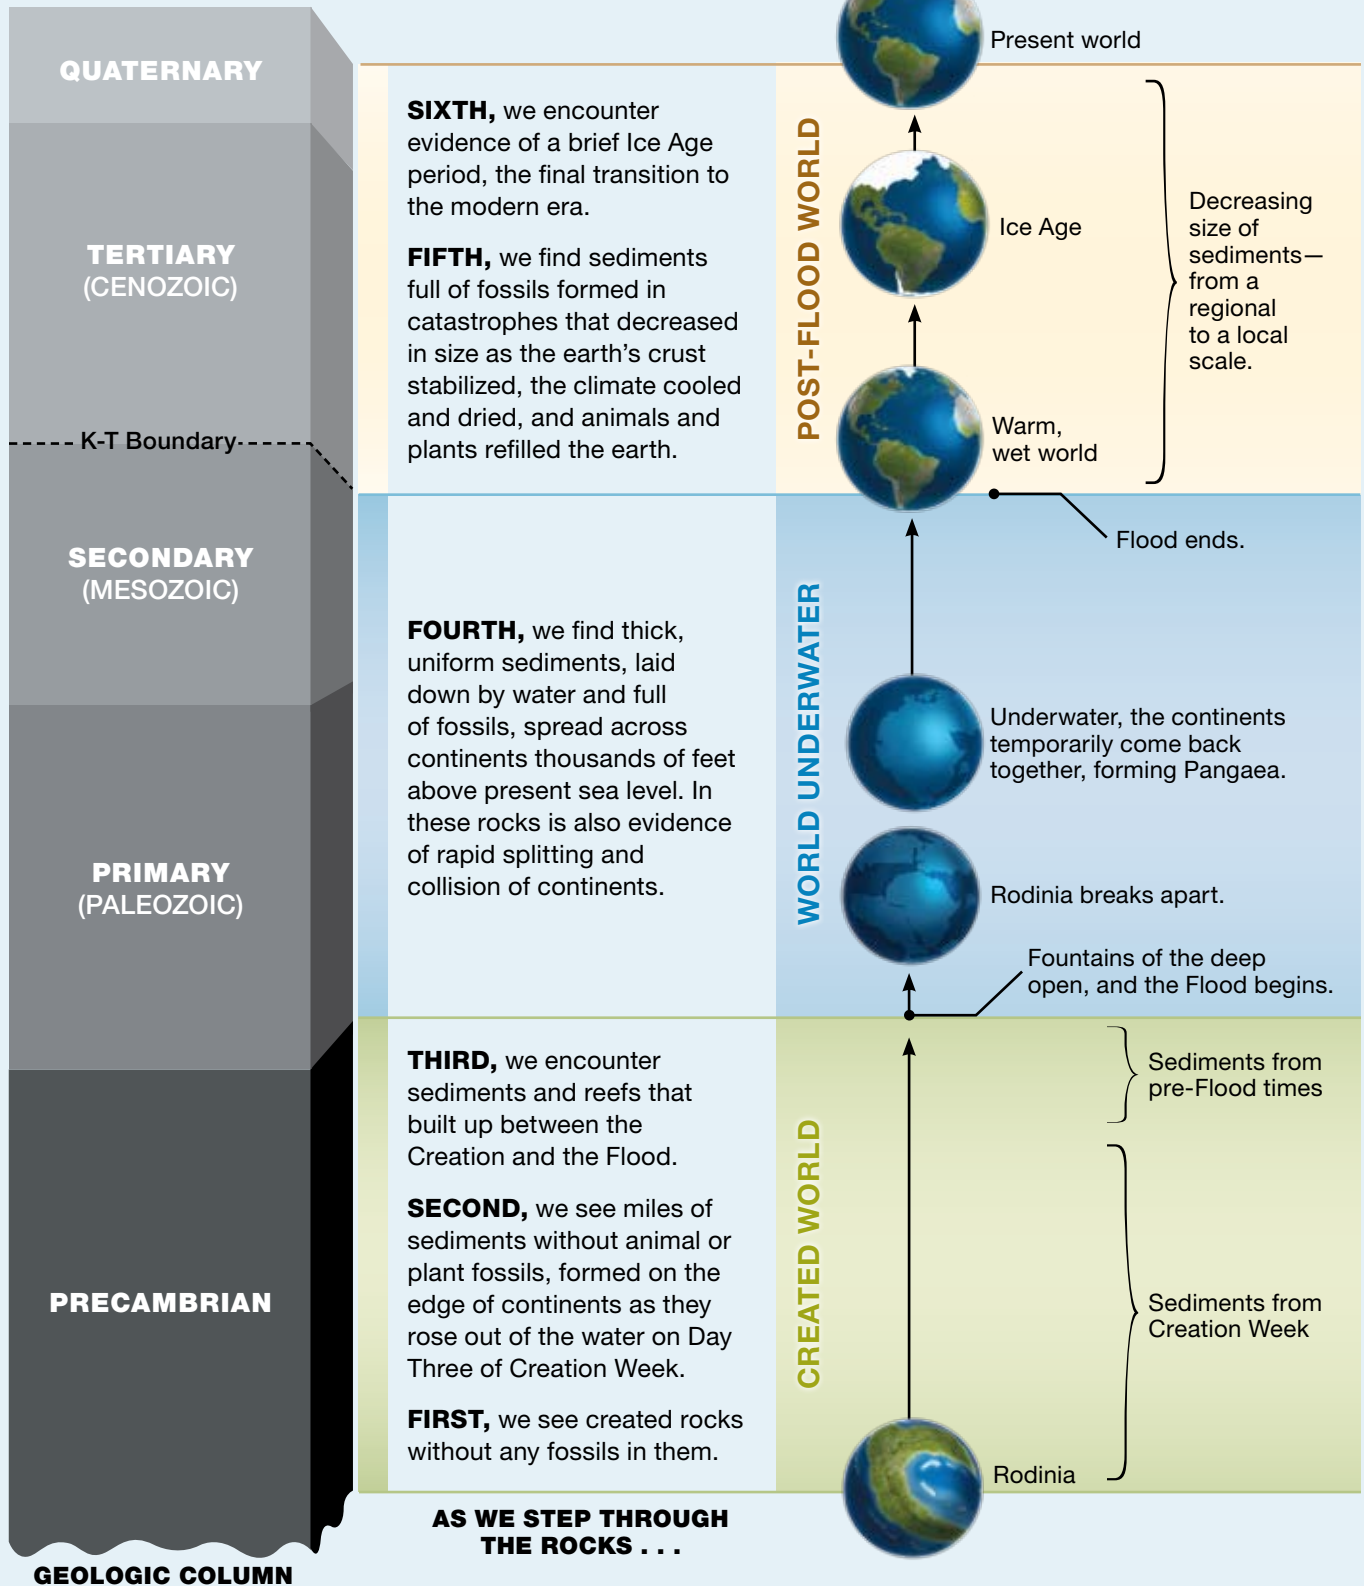 QUATERNARY
TERTIARY
(CENOZOIC)
K-T Boundary
SECONDARY
(MESOZOIC)
PRIMARY
(PALEOZOIC)
PRECAMBRIAN
GEOLOGIC COLUMN
SIXTH, we encounter
evidence of a brief Ice Age
period, the final transition to
the modern era.
FIFTH, we find sediments
full of fossils formed in
catastrophes that decreased
in size as the earth’s crust
stabilized, the climate cooled
and dried, and animals and
plants refilled the earth.
FOURTH, we find thick,
uniform sediments, laid
down by water and full
of fossils, spread across
continents thousands of feet
above present sea level. In
these rocks is also evidence
of rapid splitting and
collision of continents.
THIRD, we encounter
sediments and reefs that
built up between the
Creation and the Flood.
SECOND, we see miles of
sediments without animal or
plant fossils, formed on the
edge of continents as they
rose out of the water on Day
Three of Creation Week.
FIRST, we see created rocks
without any fossils in them.
AS WE STEP THROUGH
THE ROCKS . . .
POST-FLOOD WORLD
Present world
Ice Age
Warm,
wet world
Decreasing
size of
sediments—
from a
regional
to a local
scale.
Flood ends.
WORLD UNDERWATER
Underwater, the continents
temporarily come back
together, forming Pangaea.
Rodinia breaks apart.
Fountains of the deep
open, and the Flood begins.
CREATED WORLD
Sediments from
pre-Flood times
Sediments from
Creation Week
Rodinia